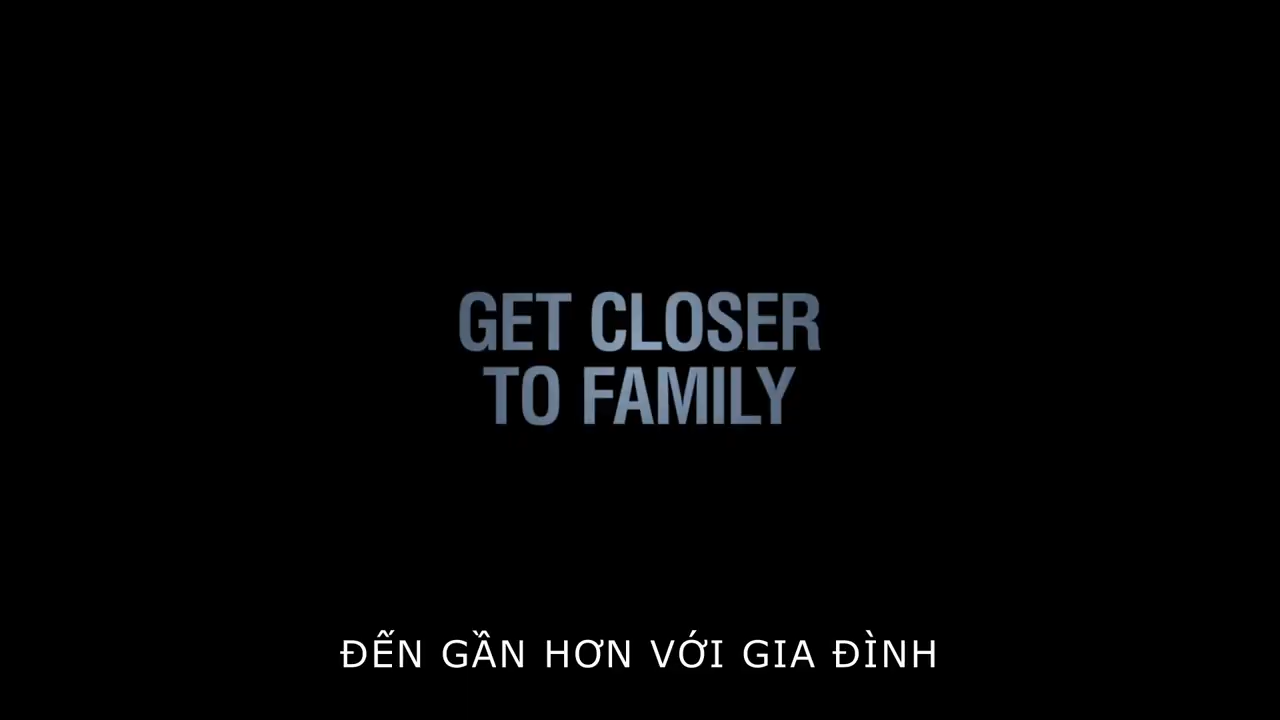 GET CLOSER
TO FAMILY
ĐẾN GẦN HƠN VỚI GIA ĐÌNH